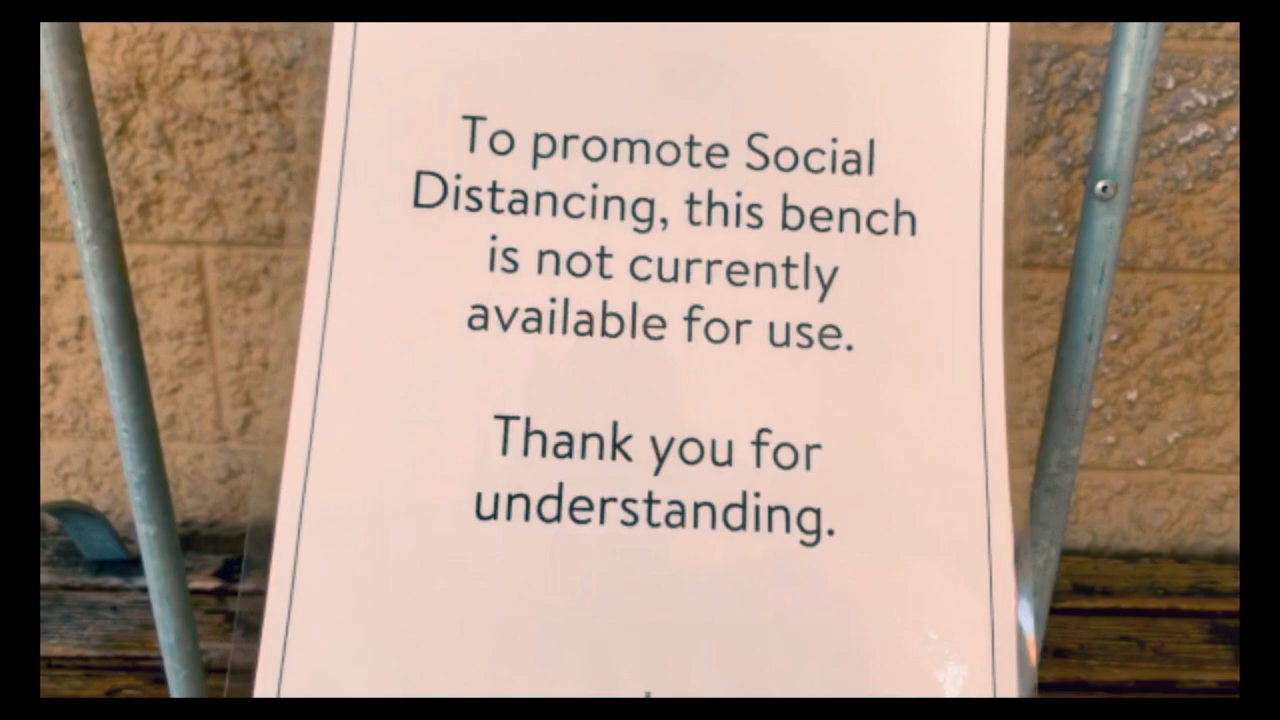 To promote Social
Distancing, this bench
is not currently
available for use.
Thank you for
understanding.